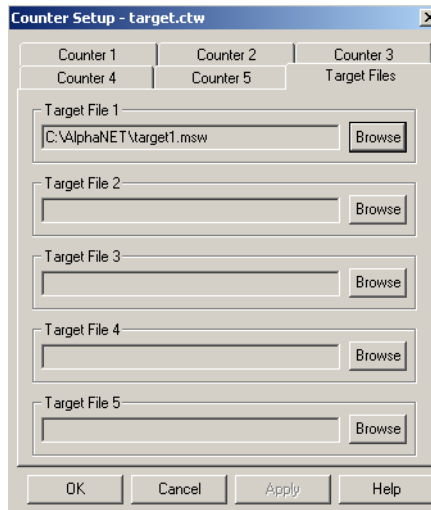 Counter Setup - target.ctw
Counter 1 Counter 2 Counter 3
Counter 4 Counter 5 Target Files
Target File 1
C:\AlphaNET\target1.msw Browse
Target File 2
Browse
Target File 3
Browse
Target File 4
Browse
Target File 5
Browse
OK Cancel Apply Help